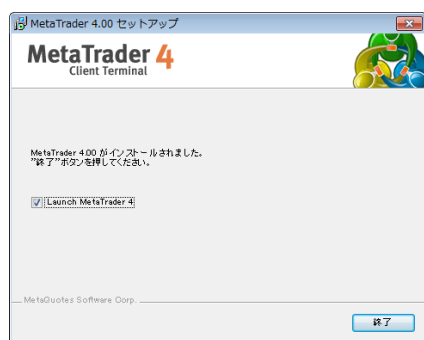 MetaTrader 4.00 セットアップ
MetaTrader 4
Client Terminal
MetaTrader 4.00 がインストールされました。
"終了"ボタンを押してください。
Launch MetaTrader 4
MetaQuotes Software Corp.
終了